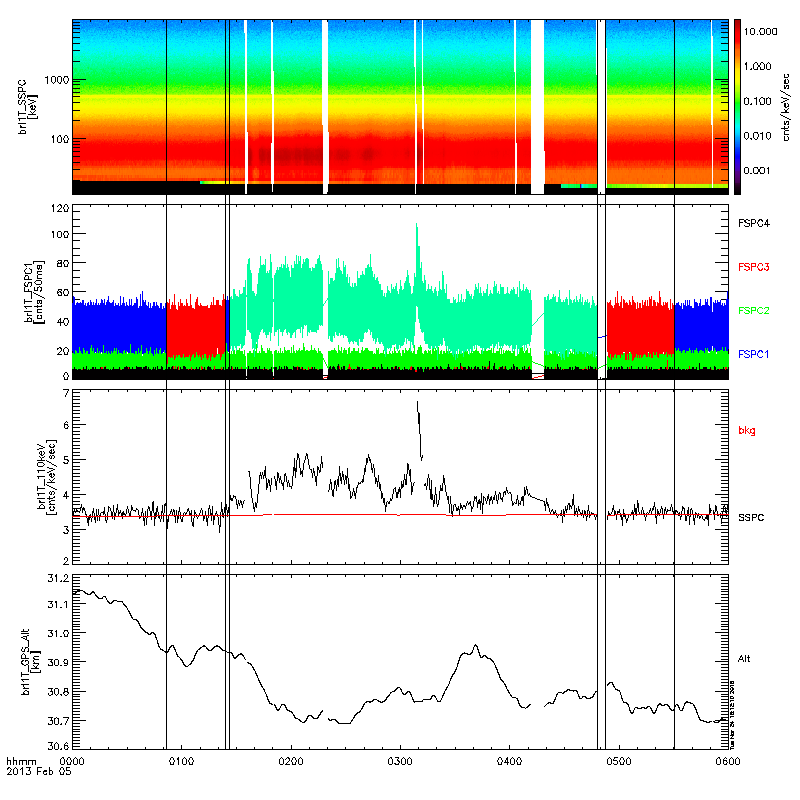 brl1T_SSPC
[keV]
1000
100
10.000
1.000
0.100
0.010
0.001
cnts/keV/sec
brl1T_FSPC1
[cnts/50ms]
120
100
80
60
40
20
0
FSPC4
FSPC3
FSPC2
FSPC1
brl1T_110keV
[cnts/keV/sec]
7
6
5
4
3
2
bkg
SSPC
brl1T_GPS_Alt
[km]
31.2
31.1
31.0
30.9
30.8
30.7
30.6
Alt
hhmm
2013 Feb 05
0000 0100 0200 0300 0400 0500 0600